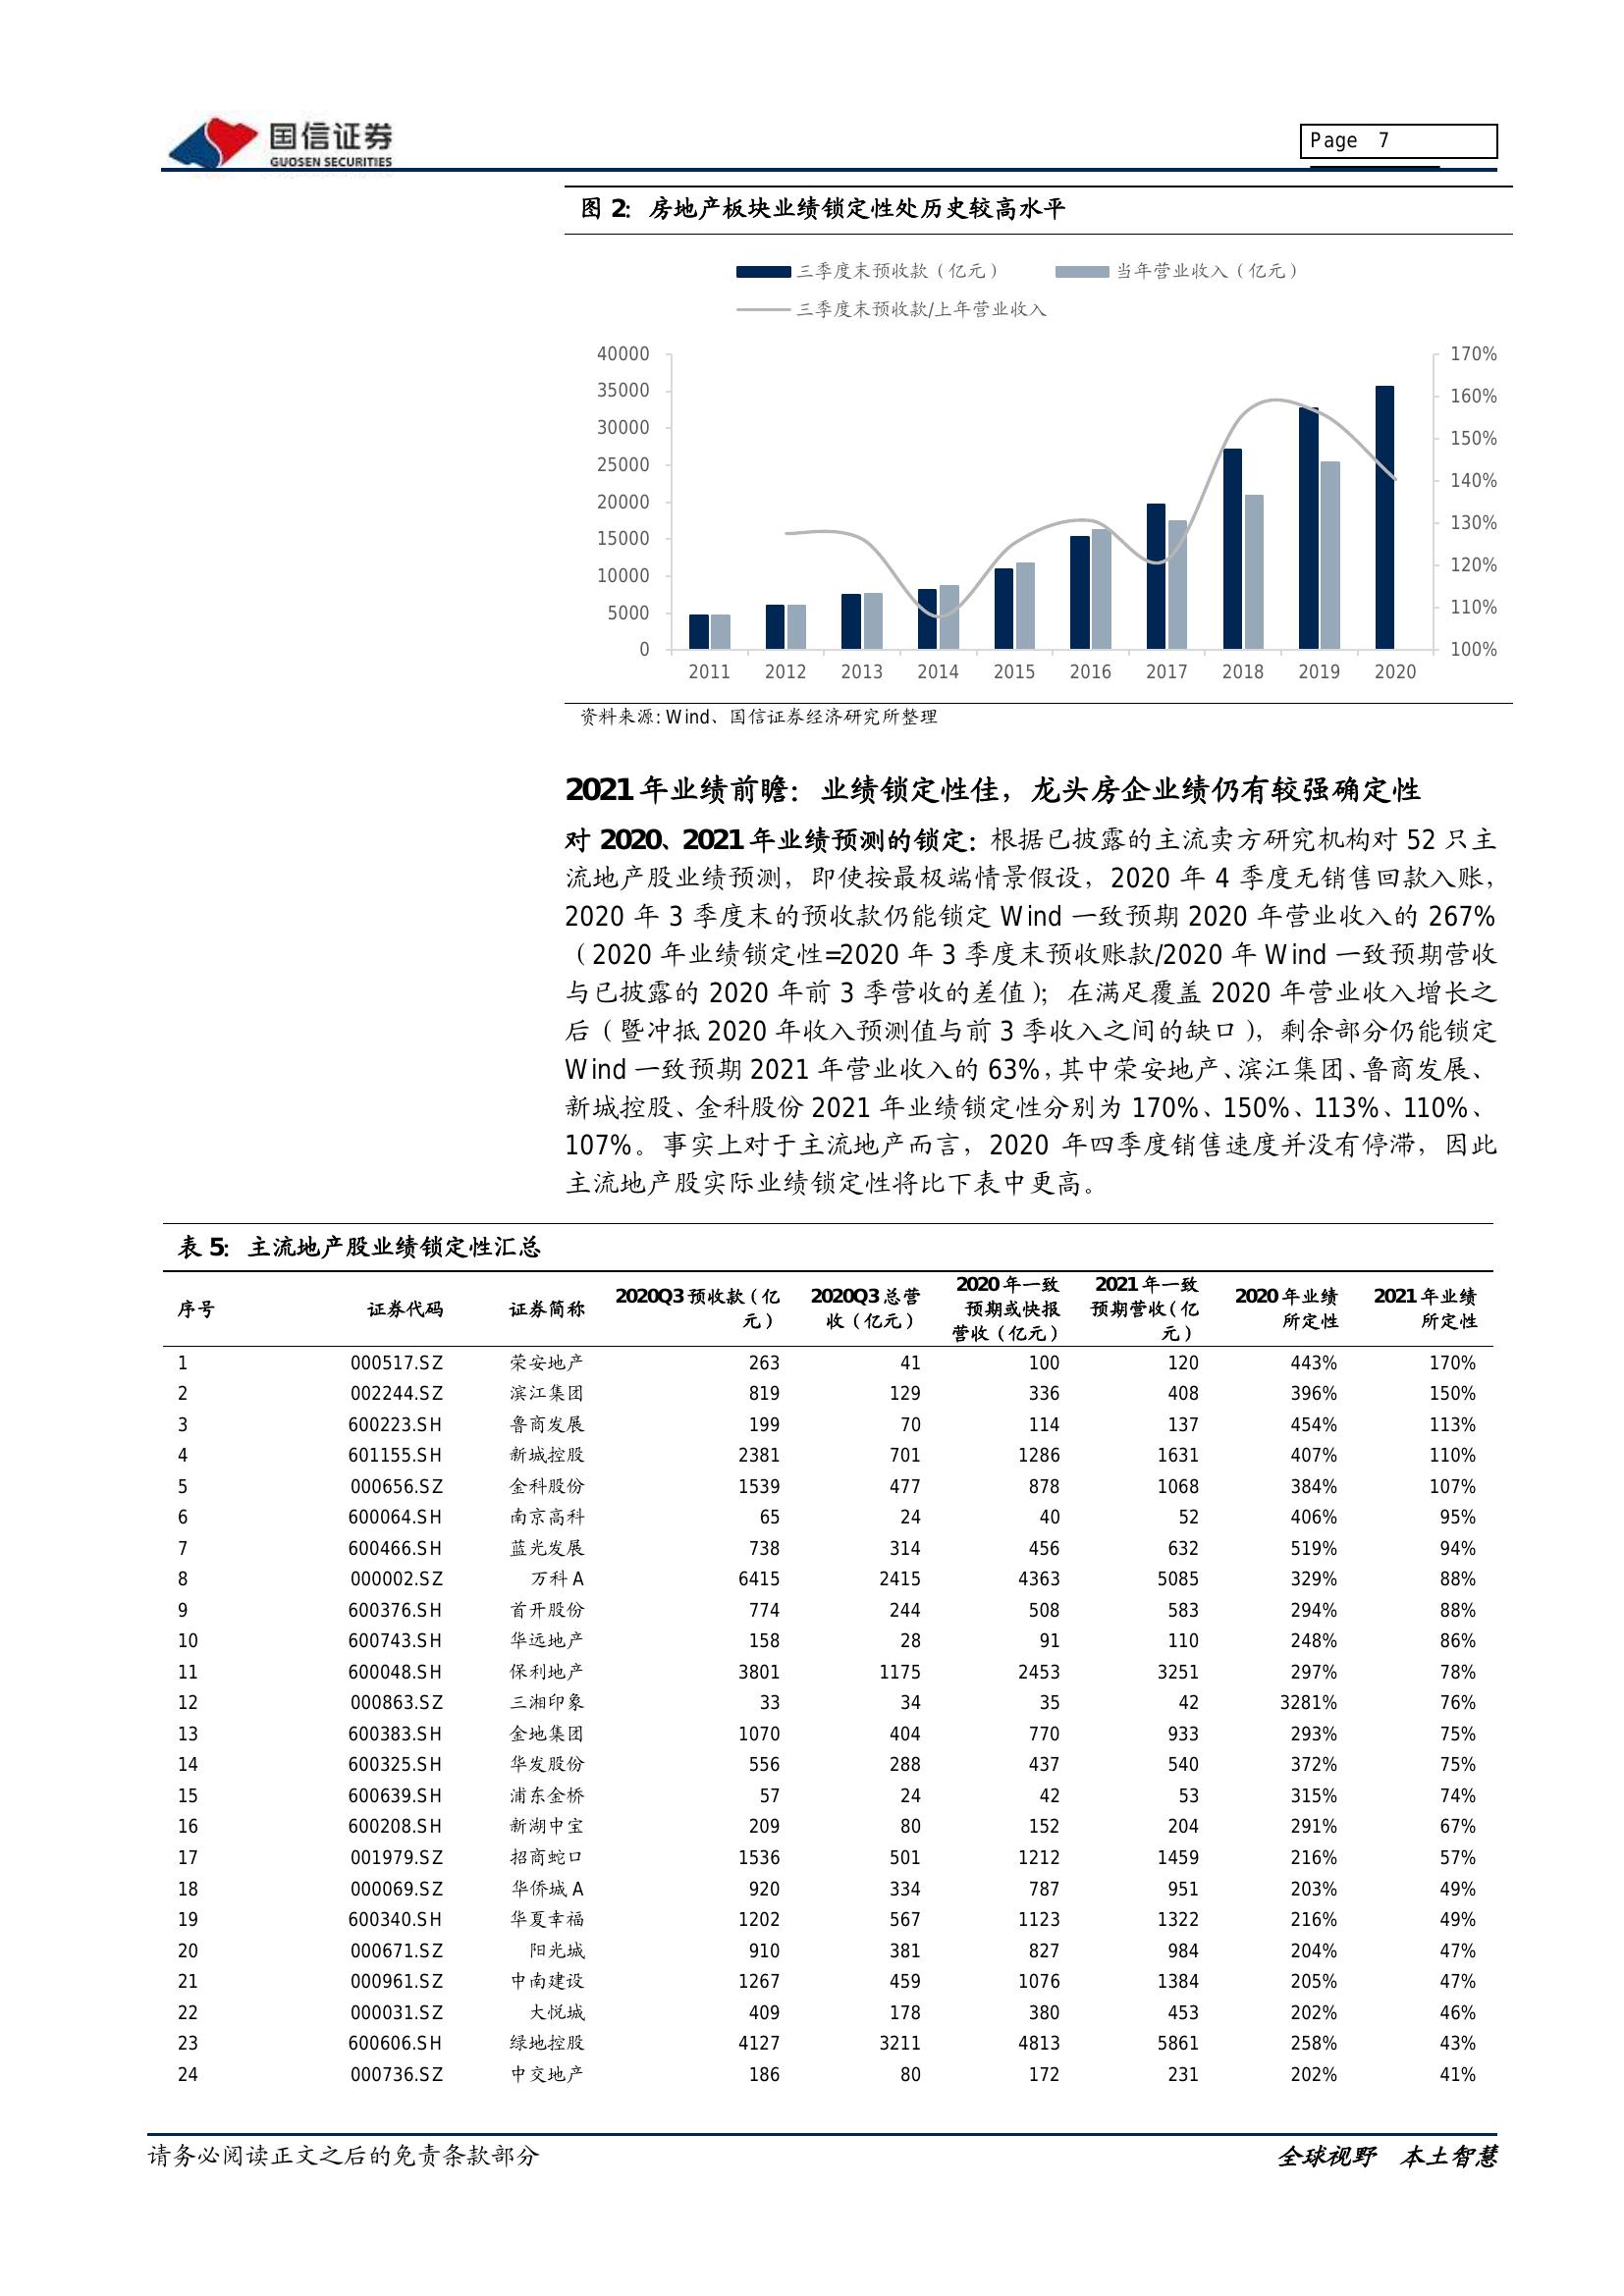 国信证券
GUOSEN SECURITIES
Page 7
图 2：房地产板块业绩锁定性处历史较高水平
三季度末预收款（亿元） 当年营业收入（亿元）
三季度末预收款/上年营业收入
40000 170%
35000 160%
30000 150%
25000 140%
20000 130%
15000 120%
10000 110%
5000 100%
0
2011 2012 2013 2014 2015 2016 2017 2018 2019 2020
资料来源: Wind、国信证券经济研究所整理
2021 年业绩前瞻：业绩锁定性佳，龙头房企业绩仍有较强确定性
对 2020、2021 年业绩预测的锁定：根据已披露的主流卖方研究机构对 52 只主
流地产股业绩预测，即使按最极端情景假设，2020 年 4 季度无销售回款入账，
2020 年 3 季度末的预收款仍能锁定 Wind 一致预期 2020 年营业收入的 267%
（2020 年业绩锁定性=2020 年 3 季度末预收账款/2020 年 Wind 一致预期营收
与已披露的 2020 年前 3 季营收的差值）；在满足覆盖 2020 年营业收入增长之
后（暨冲抵 2020 年收入预测值与前 3 季收入之间的缺口），剩余部分仍能锁定
Wind 一致预期 2021 年营业收入的 63%，其中荣安地产、滨江集团、鲁商发展、
新城控股、金科股份 2021 年业绩锁定性分别为 170%、150%、113%、110%、
107%。事实上对于主流地产而言，2020 年四季度销售速度并没有停滞，因此
主流地产股实际业绩锁定性将比下表中更高。
表 5：主流地产股业绩锁定性汇总
序号 证券代码 证券简称 2020Q3 预收款（亿元） 2020Q3 总营收（亿元） 2020 年一致预期或快报营收（亿元） 2021 年一致预期营收（亿元） 2020 年业绩所定性 2021 年业绩所定性
1 000517.SZ 荣安地产 263 41 100 120 443% 170%
2 002244.SZ 滨江集团 819 129 336 408 396% 150%
3 600223.SH 鲁商发展 199 70 114 137 454% 113%
4 601155.SH 新城控股 2381 701 1286 1631 407% 110%
5 000656.SZ 金科股份 1539 477 878 1068 384% 107%
6 600064.SH 南京高科 65 24 40 52 406% 95%
7 600466.SH 蓝光发展 738 314 456 632 519% 94%
8 000002.SZ 万科 A 6415 2415 4363 5085 329% 88%
9 600376.SH 首开股份 774 244 508 583 294% 88%
10 600743.SH 华远地产 158 28 91 110 248% 86%
11 600048.SH 保利地产 3801 1175 2453 3251 297% 78%
12 000863.SZ 三湘印象 33 34 35 42 3281% 76%
13 600383.SH 金地集团 1070 404 770 933 293% 75%
14 600325.SH 华发股份 556 288 437 540 372% 75%
15 600639.SH 浦东金桥 57 24 42 53 315% 74%
16 600208.SH 新湖中宝 209 80 152 204 291% 67%
17 001979.SZ 招商蛇口 1536 501 1212 1459 216% 57%
18 000069.SZ 华侨城 A 920 334 787 951 203% 49%
19 600340.SH 华夏幸福 1202 567 1123 1322 216% 49%
20 000671.SZ 阳光城 910 381 827 984 204% 47%
21 000961.SZ 中南建设 1267 459 1076 1384 205% 47%
22 000031.SZ 大悦城 409 178 380 453 202% 46%
23 600606.SH 绿地控股 4127 3211 4813 5861 258% 43%
24 000736.SZ 中交地产 186 80 172 231 202% 41%
请务必阅读正文之后的免责条款部分 全球视野 本土智慧